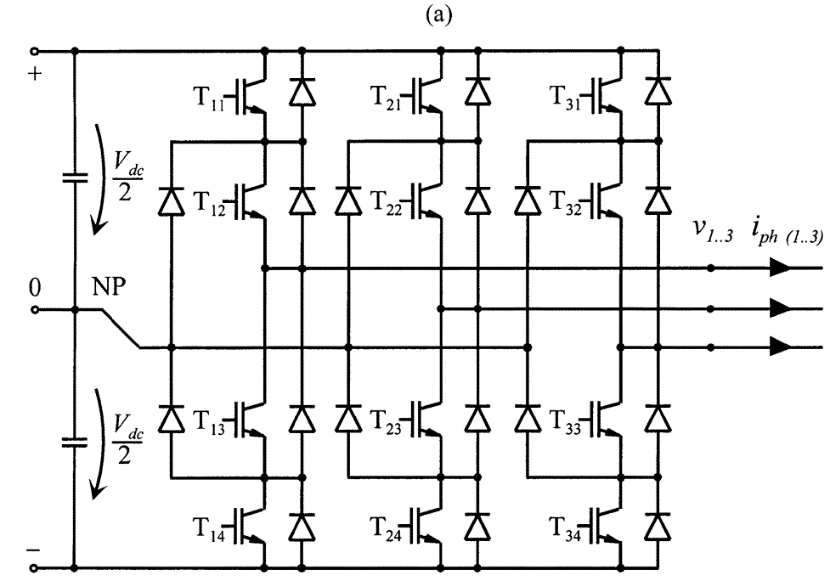 (a)
+
T11 T21 T31
Vdc
2
T12 T22 T32
v1..3 iph (1..3)
0 NP
Vdc
2
T13 T23 T33
T14 T24 T34
−